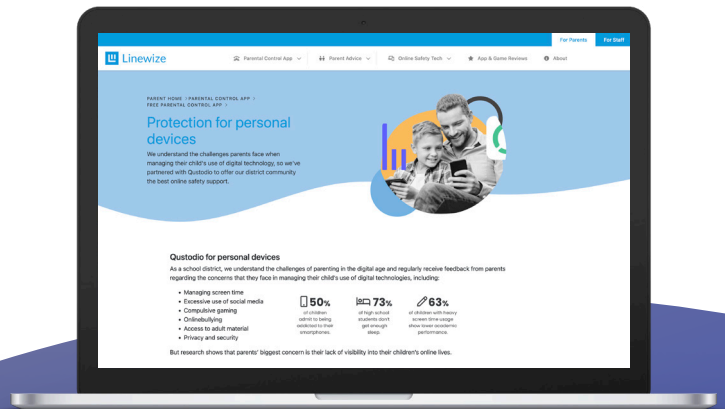 For Parents
For Staff
Linewize
Parental Control App
Parent Advice
Online Safety Tech
App & Game Reviews
About
PARENT HOME >PARENTAL CONTROL APP >
FREE PARENTAL CONTROL APP >
Protection for personal
devices
We understand the challenges parents face when
managing their child's use of digital technology, so we've
partnered with Qustodio to offer our district community
the best online safety support.
Qustodio for personal devices
As a school district, we understand the challenges of parenting in the digital age and regularly receive feedback from parents
regarding the concerns that they face in managing their child's use of digital technologies, including:
• Managing screen time
• Excessive use of social media
• Compulsive gaming
• Onlinebullying
• Access to adult material
• Privacy and security
50%
of children
admit to being
addicted to their
smartphones.
73%
of high school
students don't
get enough
sleep.
63%
of children with heavy
screen time usage
show lower academic
performance.
But research shows that parents' biggest concern is their lack of visibility into their children's online lives.